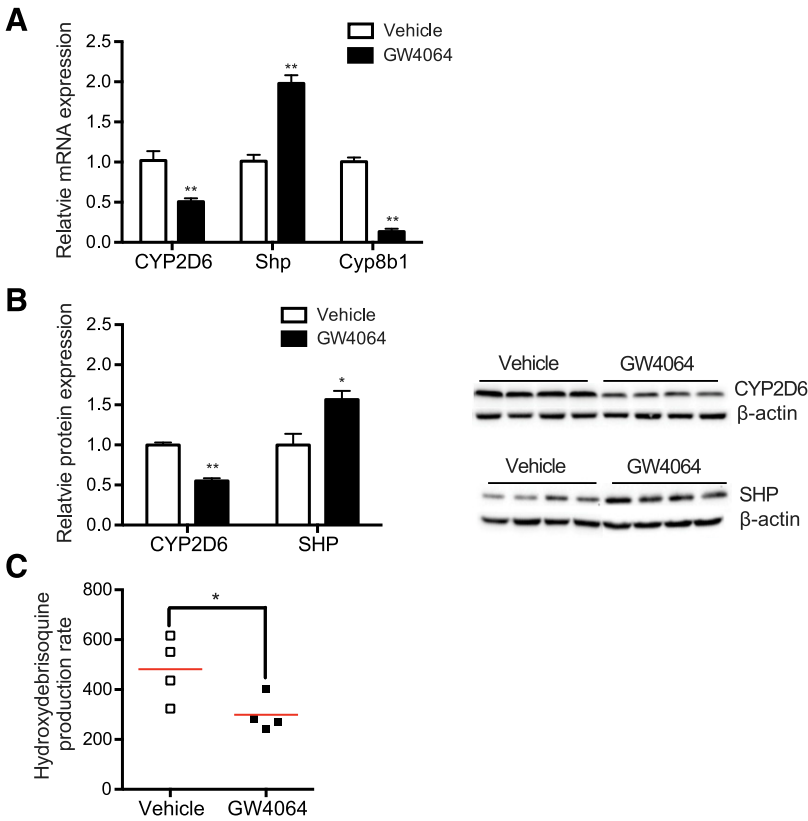 A
Vehicle
GW4064
Relatvie mRNA expression
2.5
2.0
1.5
1.0
0.5
0.0
**
**
**
CYP2D6 Shp Cyp8b1
B
Vehicle
GW4064
Relatvie protein expression
2.5
2.0
1.5
1.0
0.5
0.0
**
*
CYP2D6 SHP
Vehicle GW4064
CYP2D6
β-actin
Vehicle GW4064
SHP
β-actin
C
Hydroxydebrisoquine
production rate
800
600
400
200
0
*
Vehicle GW4064